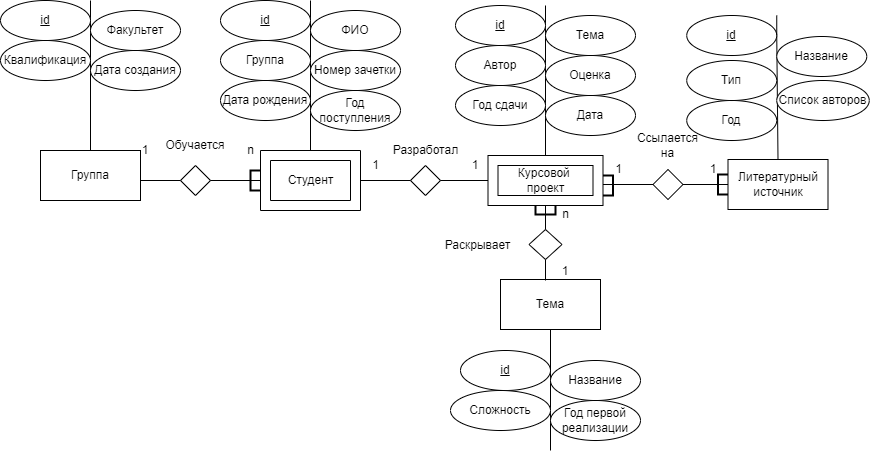 id
Факультет
Квалификация
Дата создания
id
ФИО
Группа
Номер зачетки
Дата рождения
Год
поступления
id
Тема
Автор
Оценка
Год сдачи
Дата
id
Название
Тип
Список авторов
Год
Группа
1
Обучается
n
Студент
1
Разработал
1
Курсовой
проект
1
Ссылается
на
1
Литературный
источник
n
Раскрывает
1
Тема
id
Название
Сложность
Год первой
реализации